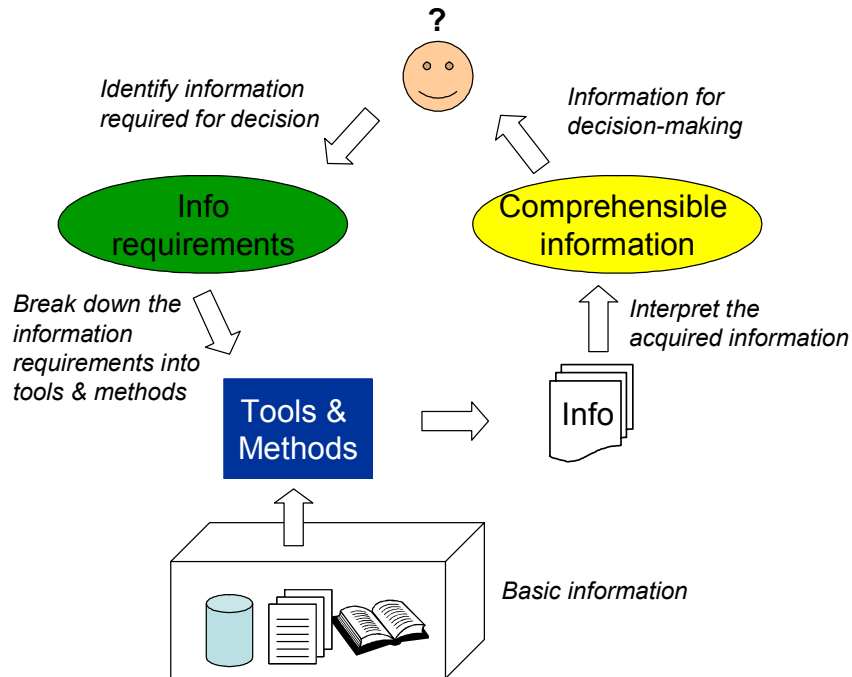 ?
Identify information
required for decision
Information for
decision-making
Info
requirements
Comprehensible
information
Break down the
information
requirements into
tools & methods
Interpret the
acquired information
Tools &
Methods
Info
Basic information